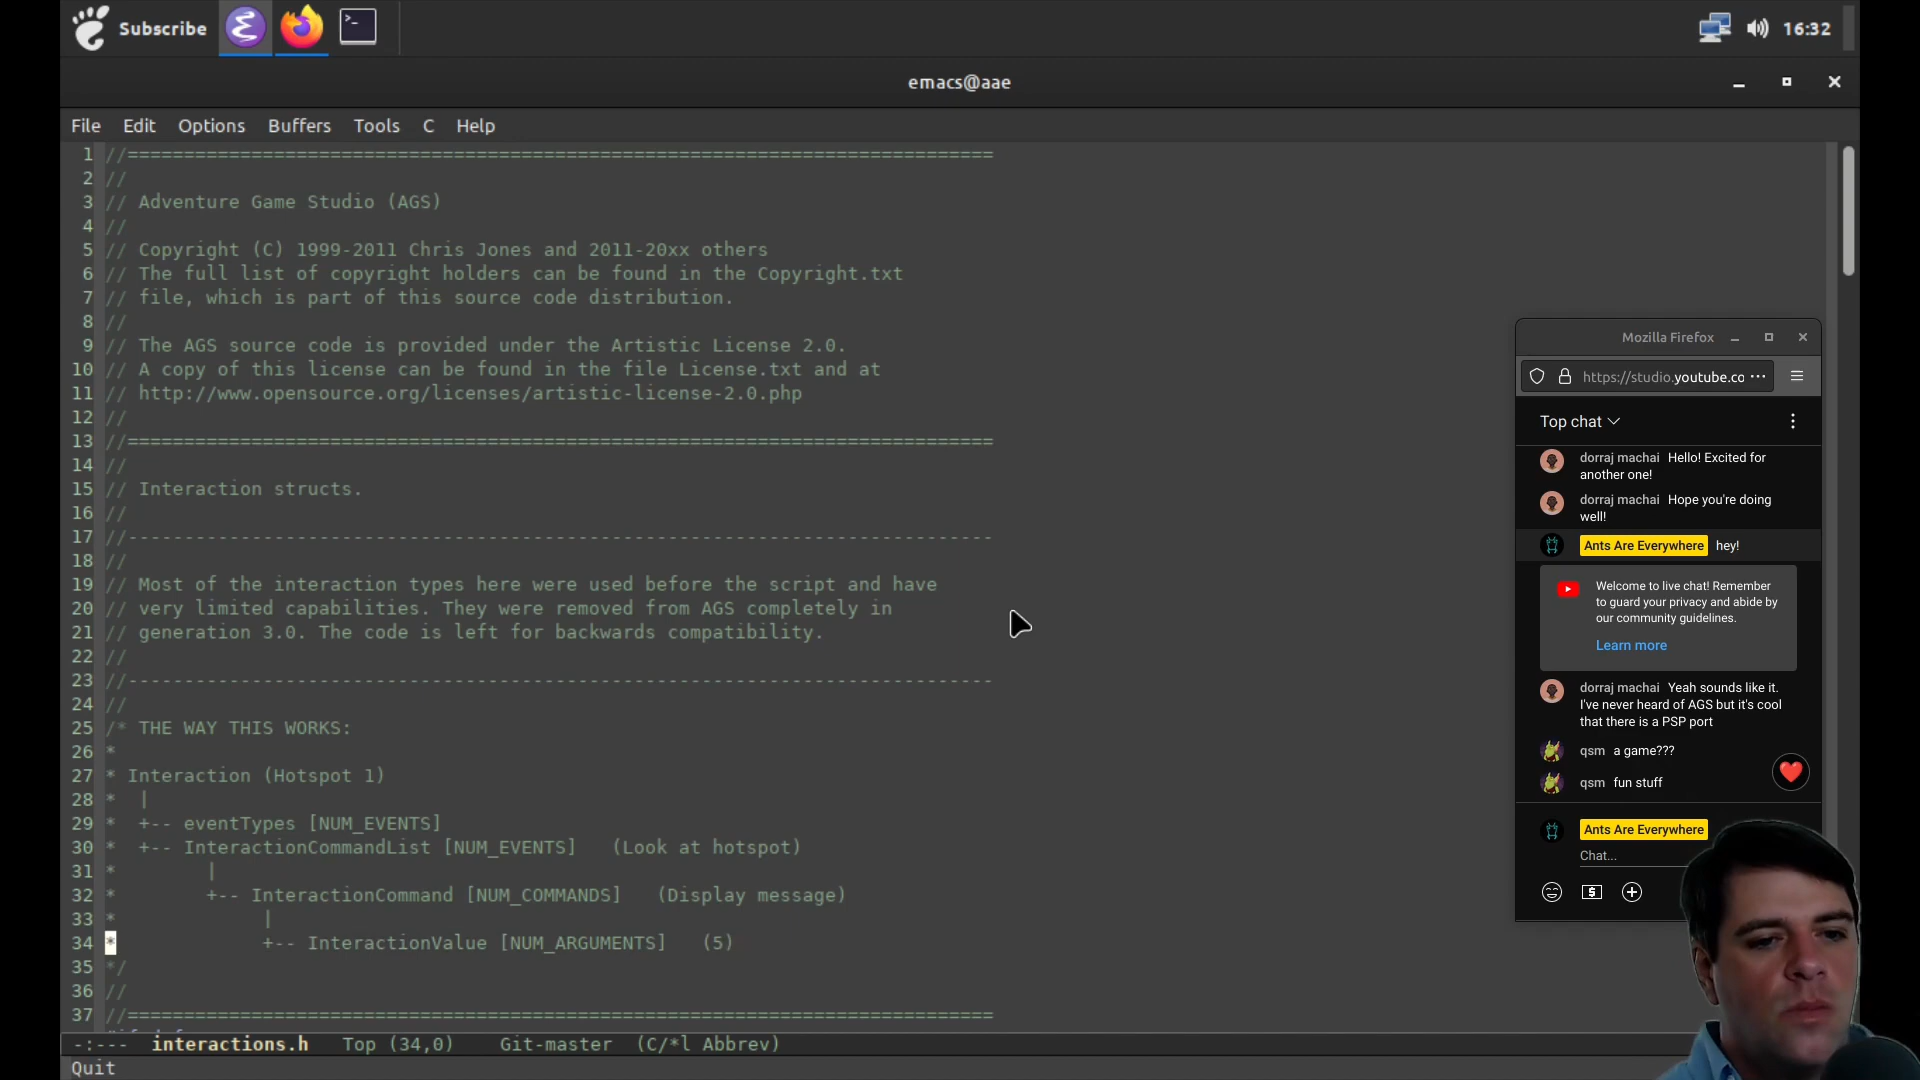 Subscribe
16:32
emacs@aae
File Edit Options Buffers Tools C Help
1 //=============================================================================
2 //
3 // Adventure Game Studio (AGS)
4 //
5 // Copyright (C) 1999-2011 Chris Jones and 2011-20xx others
6 // The full list of copyright holders can be found in the Copyright.txt
7 // file, which is part of this source code distribution.
8 //
9 // The AGS source code is provided under the Artistic License 2.0.
10 // A copy of this license can be found in the file License.txt and at
11 // http://www.opensource.org/licenses/artistic-license-2.0.php
12 //
13 //=============================================================================
14 //
15 // Interaction structs.
16 //
17 //-----------------------------------------------------------------------------
18 //
19 // Most of the interaction types here were used before the script and have
20 // very limited capabilities. They were removed from AGS completely in
21 // generation 3.0. The code is left for backwards compatibility.
22 //
23 //-----------------------------------------------------------------------------
24 //
25 /* THE WAY THIS WORKS:
26 *
27 * Interaction (Hotspot 1)
28 *  |
29 *  +-- eventTypes [NUM_EVENTS]
30 *  +-- InteractionCommandList [NUM_EVENTS]   (Look at hotspot)
31 *        |
32 *        +-- InteractionCommand [NUM_COMMANDS]   (Display message)
33 *             |
34 *             +-- InteractionValue [NUM_ARGUMENTS]   (5)
35 */
36 //
37 //=============================================================================
-:--- interactions.h Top (34,0) Git-master (C/*l Abbrev)
Quit
Mozilla Firefox
https://studio.youtube.co
Top chat
dorraj machai Hello! Excited for
another one!
dorraj machai Hope you're doing
well!
Ants Are Everywhere hey!
Welcome to live chat! Remember
to guard your privacy and abide by
our community guidelines.
Learn more
dorraj machai Yeah sounds like it.
I've never heard of AGS but it's cool
that there is a PSP port
qsm a game???
qsm fun stuff
Ants Are Everywhere
Chat...